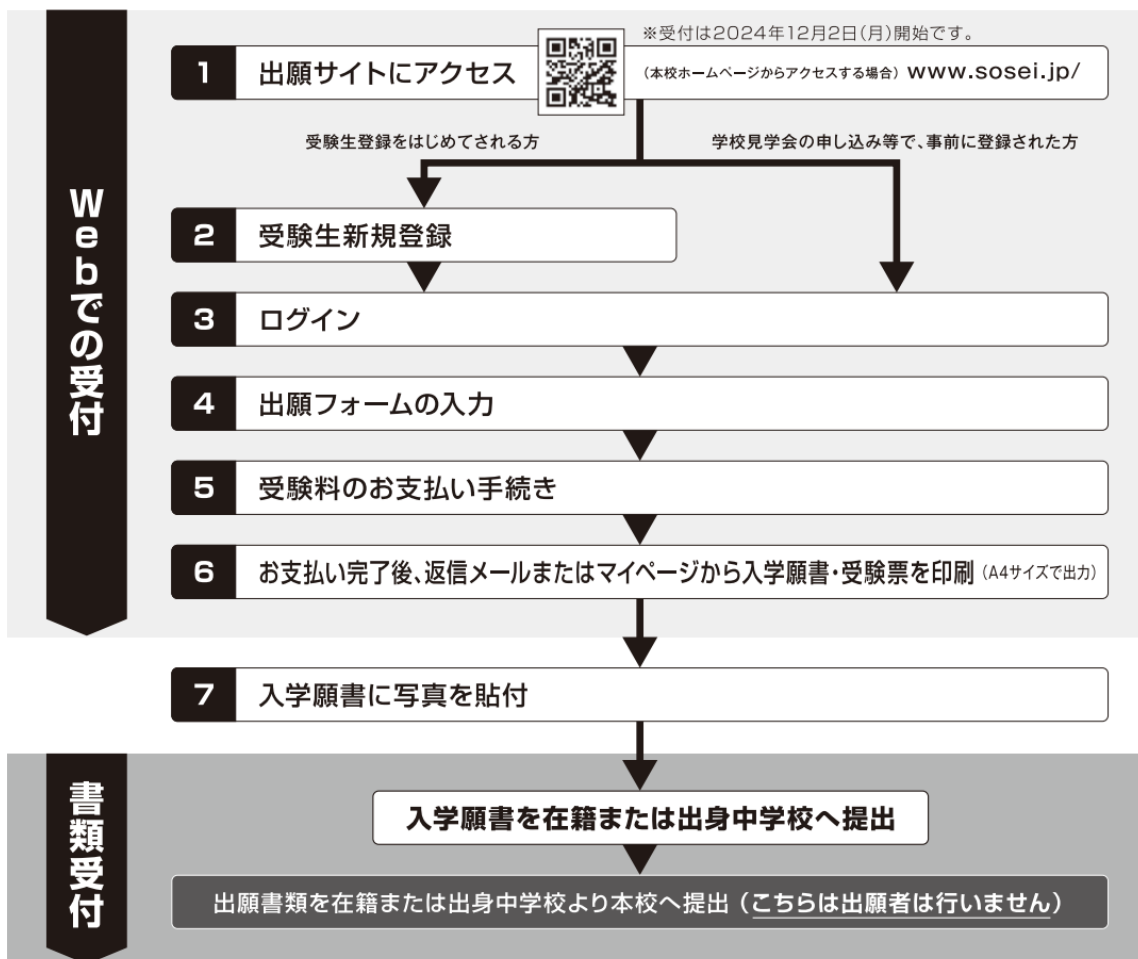 ※受付は2024年12月2日(月)開始です。
1 出願サイトにアクセス (本校ホームページからアクセスする場合) www.sosei.jp/
受験生登録をはじめてされる方
学校見学会の申し込み等で、事前に登録された方
Webでの受付
2 受験生新規登録
3 ログイン
4 出願フォームの入力
5 受験料のお支払い手続き
6 お支払い完了後、返信メールまたはマイページから入学願書・受験票を印刷 (A4サイズで出力)
7 入学願書に写真を貼付
書類受付
入学願書を在籍または出身中学校へ提出
出願書類を在籍または出身中学校より本校へ提出(こちらは出願者は行いません)